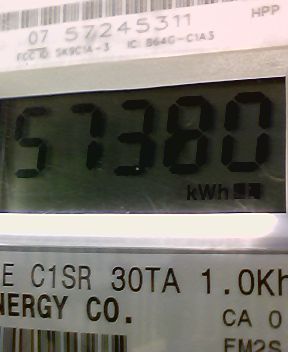 HPP
07 57245311
FCC ID SK9C1A-3 IC 864G-C1A3
57380
kWh
E C1SR 30TA 1.0Kh
NERGY CO.
CA 0
FM2S